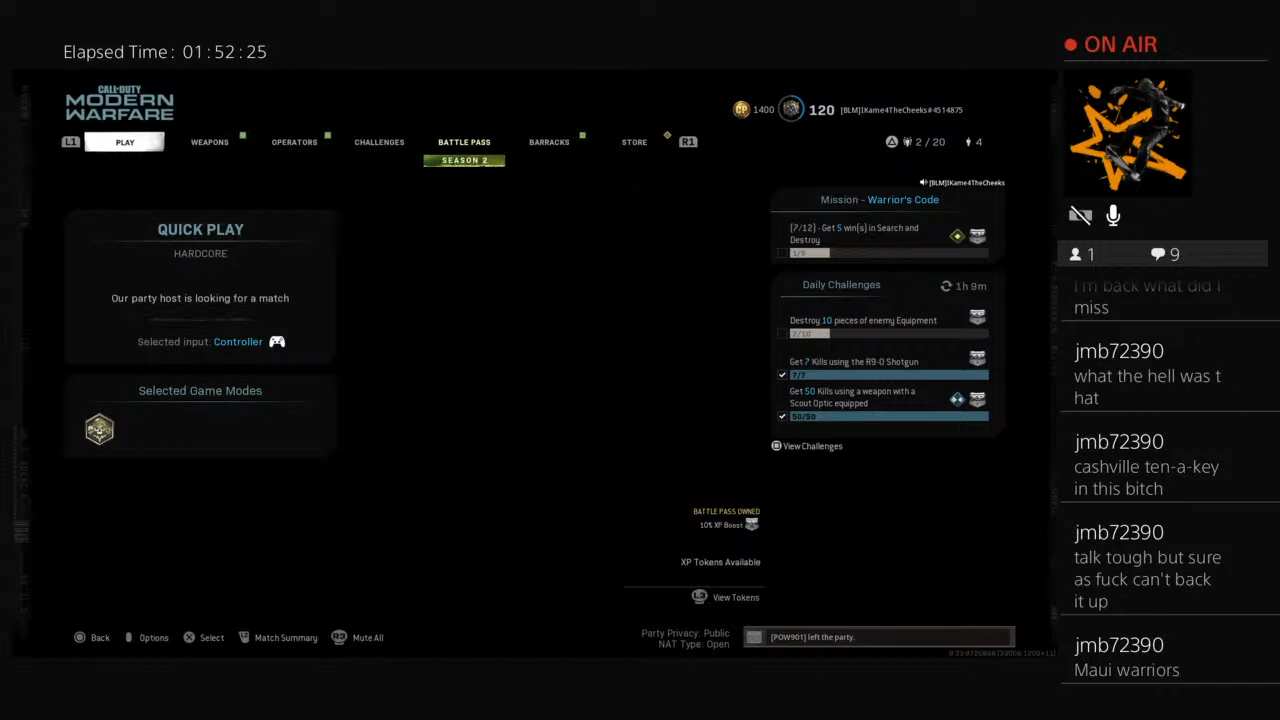 Elapsed Time: 01:52:25
ON AIR
CALL OF DUTY
MODERN
WARFARE
CP 1400 120 [BLM]IKame4TheCheeks#4514875
L1 PLAY WEAPONS OPERATORS CHALLENGES BATTLE PASS BARRACKS STORE R1
SEASON 2
2 / 20 4
[BLM]IKame4TheCheeks
Mission - Warrior's Code
[7/12] - Get 5 win(s) in Search and
Destroy
1/5
Daily Challenges 1h 9m
Destroy 10 pieces of enemy Equipment
2/10
Get 7 Kills using the R9-0 Shotgun
7/7
Get 50 Kills using a weapon with a
Scout Optic equipped
50/50
View Challenges
QUICK PLAY
HARDCORE
Our party host is looking for a match
Selected input: Controller
Selected Game Modes
BATTLE PASS OWNED
10% XP Boost
XP Tokens Available
L3 View Tokens
Back Options Select Match Summary R3 Mute All
Party Privacy: Public
NAT Type: Open
[POW901] left the party.
1 9
I'm back what did I
miss
jmb72390
what the hell was t
hat
jmb72390
cashville ten-a-key
in this bitch
jmb72390
talk tough but sure
as fuck can't back
it up
jmb72390
Maui warriors